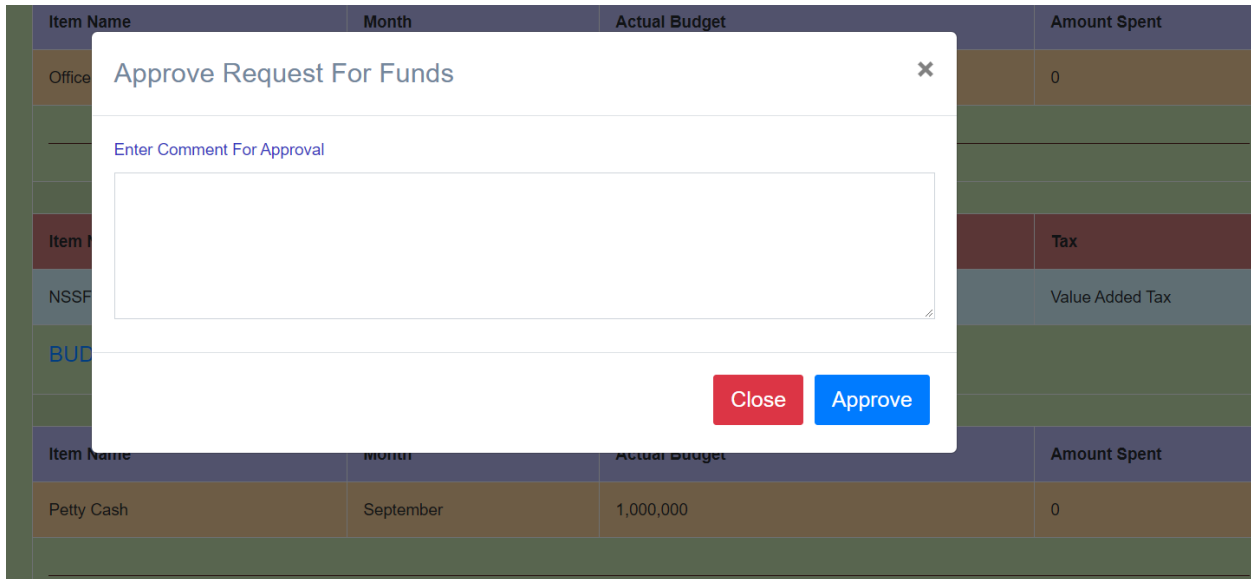 Item Name Month Actual Budget Amount Spent
Approve Request For Funds ×
Office 0
Enter Comment For Approval
Item Tax
NSSF Value Added Tax
BUD
Close Approve
Item Name Month Actual Budget Amount Spent
Petty Cash September 1,000,000 0